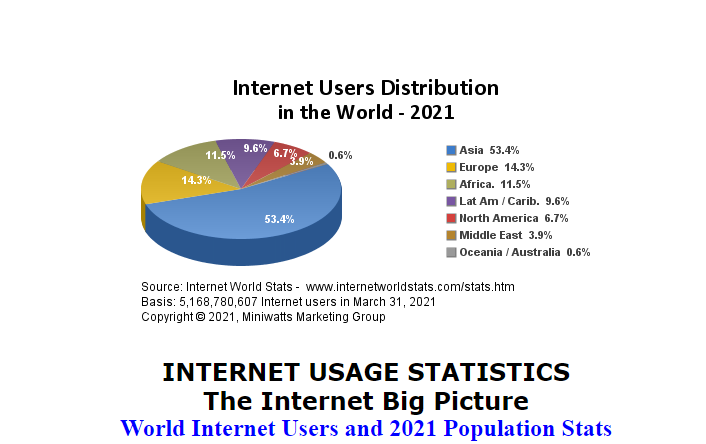 Internet Users Distribution
in the World - 2021
9.6%
6.7%
11.5%
3.9%
0.6%
14.3%
53.4%
Asia 53.4%
Europe 14.3%
Africa. 11.5%
Lat Am / Carib. 9.6%
North America 6.7%
Middle East 3.9%
Oceania / Australia 0.6%
Source: Internet World Stats - www.internetworldstats.com/stats.htm
Basis: 5,168,780,607 Internet users in March 31, 2021
Copyright © 2021, Miniwatts Marketing Group
INTERNET USAGE STATISTICS
The Internet Big Picture
World Internet Users and 2021 Population Stats